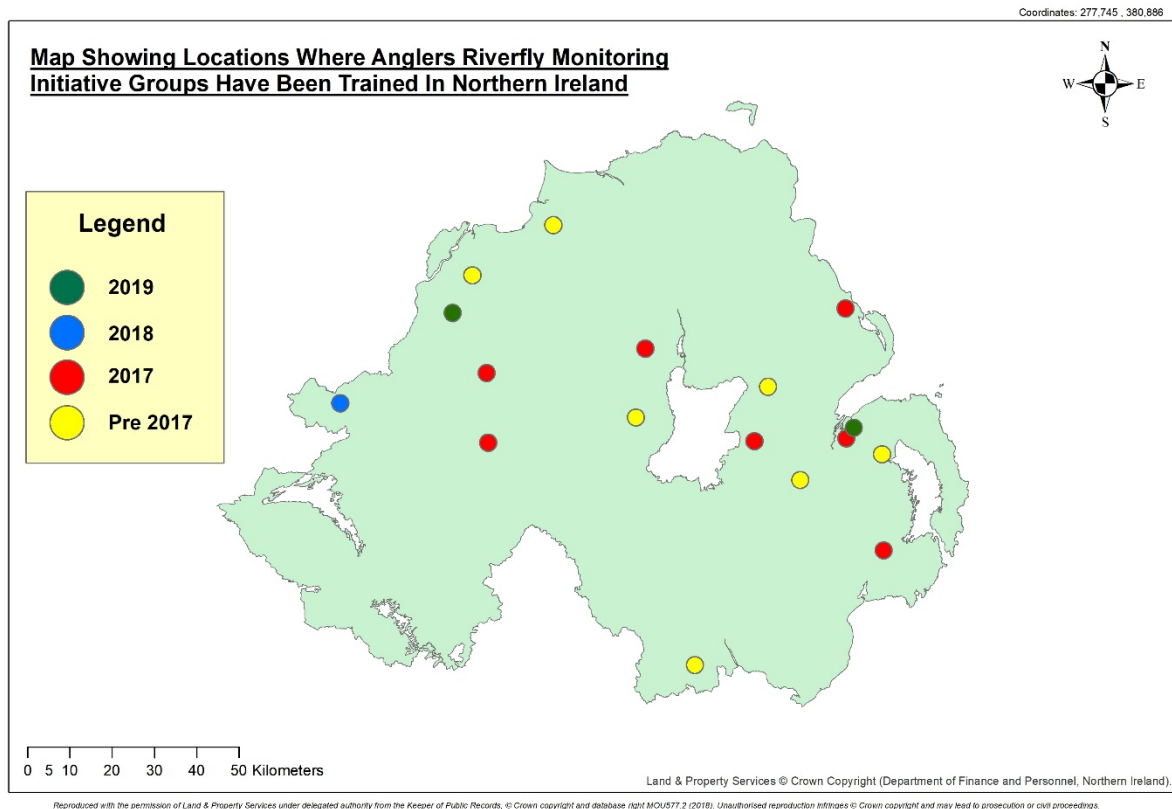 Coordinates: 277,745 , 380,886
Map Showing Locations Where Anglers Riverfly Monitoring
Initiative Groups Have Been Trained In Northern Ireland
N
W E
S
Legend
2019
2018
2017
Pre 2017
0 5 10 20 30 40 50 Kilometers
Land & Property Services © Crown Copyright (Department of Finance and Personnel, Northern Ireland).
Reproduced with the permission of Land & Property Services under delegated authority from the Keeper of Public Records, © Crown copyright and database right MOU577.2 (2018). Unauthorised reproduction infringes © Crown copyright and may lead to prosecution or civil proceedings.